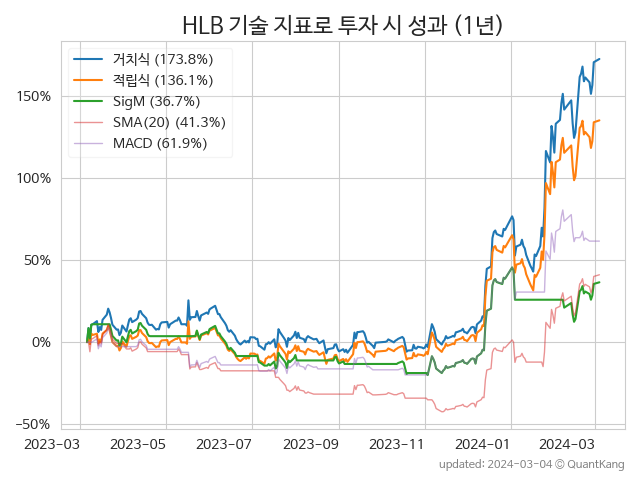 HLB 기술 지표로 투자 시 성과 (1년)
거치식 (173.8%)
적립식 (136.1%)
SigM (36.7%)
SMA(20) (41.3%)
MACD (61.9%)
150%
100%
50%
0%
−50%
2023−03 2023−05 2023−07 2023−09 2023−11 2024−01 2024−03
updated: 2024−03−04 © QuantKang